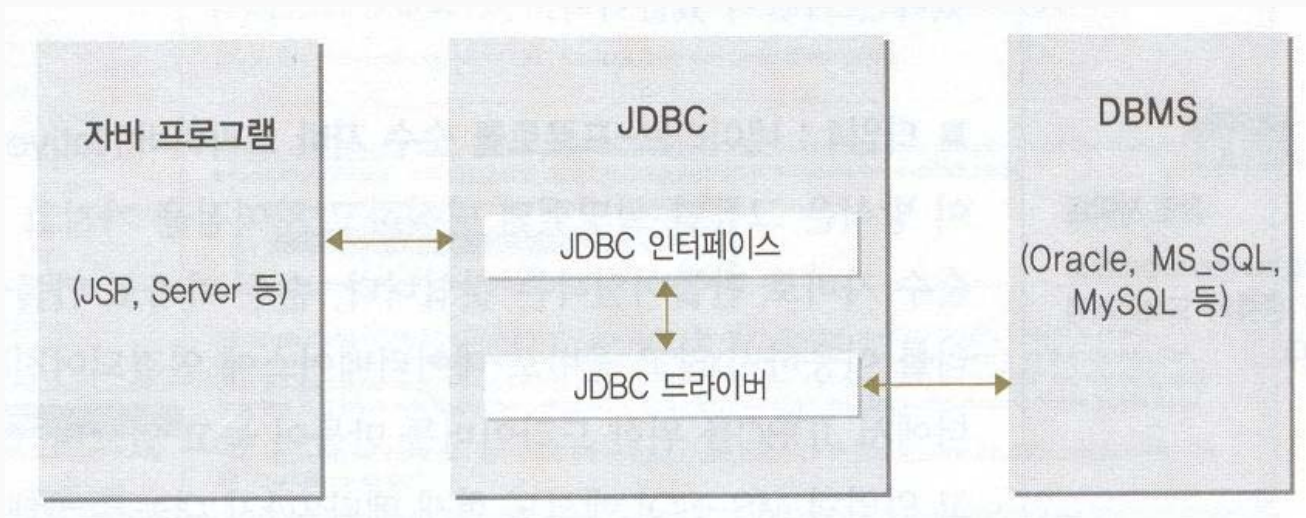 자바 프로그램
(JSP, Server 등)
JDBC
JDBC 인터페이스
JDBC 드라이버
DBMS
(Oracle, MS_SQL,
MySQL 등)